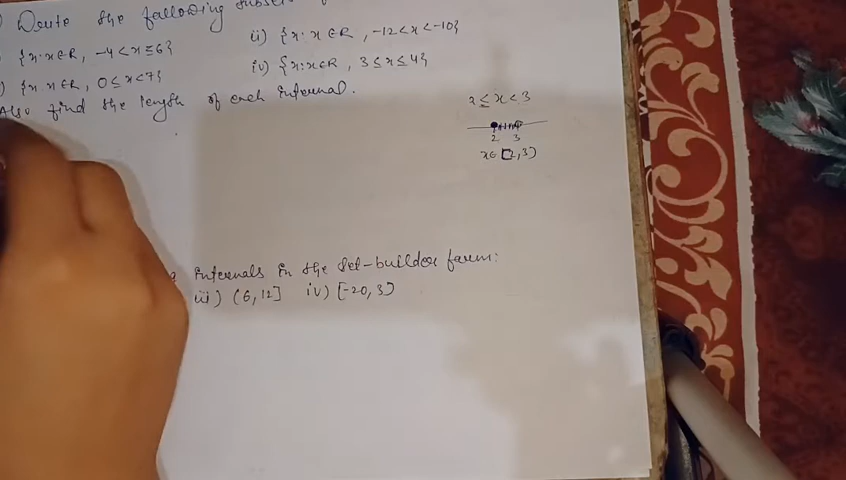 Write the following subset
{x: x∈R, -4<x≤6} ii) {x: x∈R, -12<x<-10}
) {x: x∈R, 0≤x<7} iv) {x: x∈R, 3≤x≤4}
Also find the length of each interval.
2≤x<3
2 3
x∈[2,3)
intervals in the set-builder form:
iii) (6,12] iv) [-20,3)